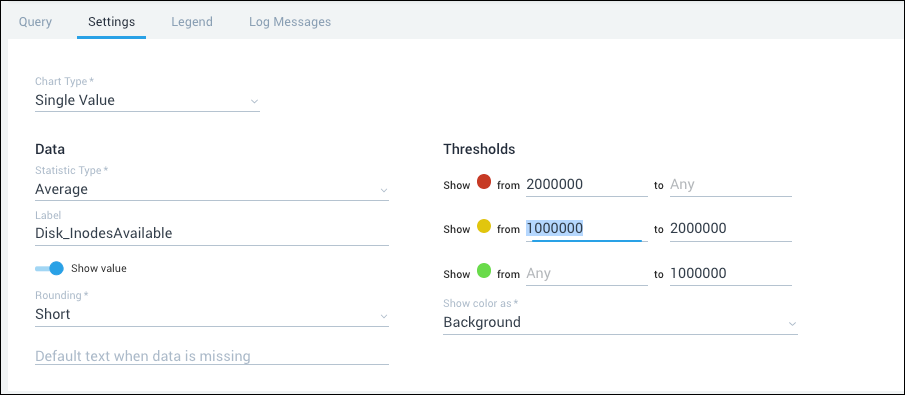 Query Settings Legend Log Messages
Chart Type *
Single Value
Data
Statistic Type *
Average
Label
Disk_InodesAvailable
Show value
Rounding *
Short
Default text when data is missing
Thresholds
Show from 2000000 to Any
Show from 1000000 to 2000000
Show from Any to 1000000
Show color as *
Background